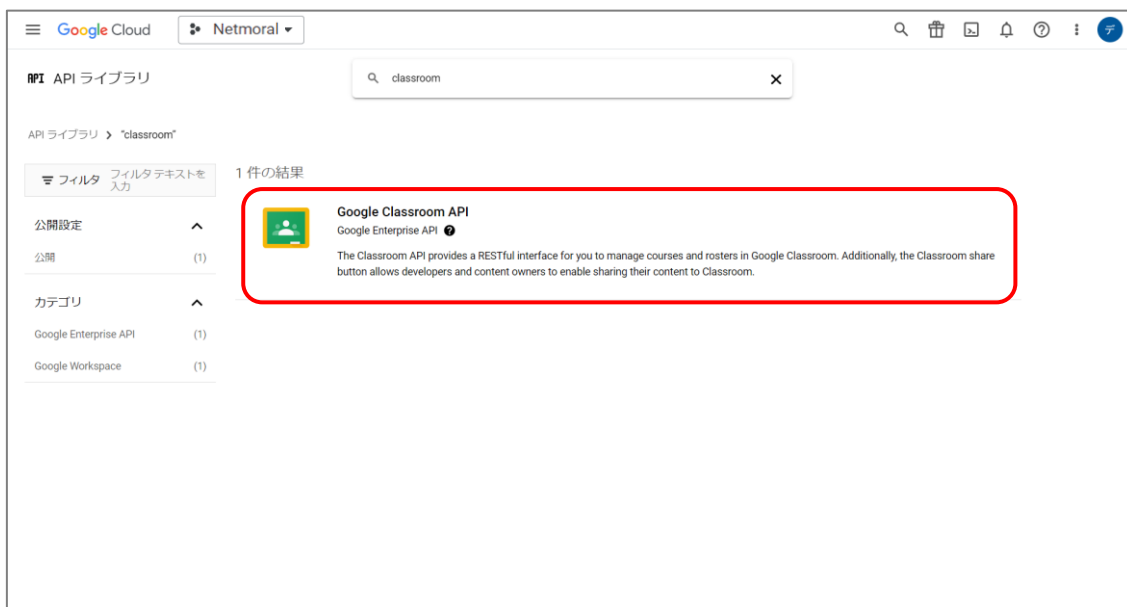 Google Cloud Netmoral
デ
API API ライブラリ
classroom
API ライブラリ "classroom"
フィルタ フィルタ テキストを入力
1 件の結果
公開設定
公開 (1)
カテゴリ
Google Enterprise API (1)
Google Workspace (1)
Google Classroom API
Google Enterprise API
The Classroom API provides a RESTful interface for you to manage courses and rosters in Google Classroom. Additionally, the Classroom share
button allows developers and content owners to enable sharing their content to Classroom.